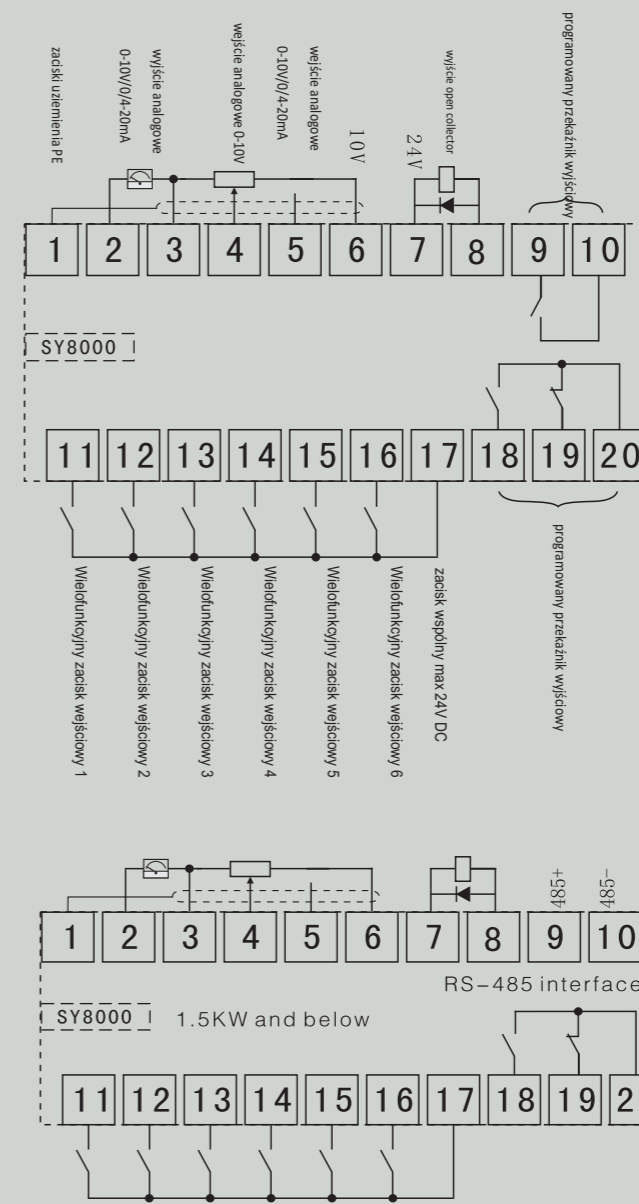 zaciski uziemienia PE
wyjście analogowe
0-10V/0/4-20mA
wejście analogowe 0-10V
wejście analogowe
0-10V/0/4-20mA
10V
24V
wyjście open collector
programowany przekaźnik wyjściowy
1 2 3 4 5 6 7 8 9 10
SY8000
11 12 13 14 15 16 17 18 19 20
Wielofunkcyjny zacisk wejściowy 1
Wielofunkcyjny zacisk wejściowy 2
Wielofunkcyjny zacisk wejściowy 3
Wielofunkcyjny zacisk wejściowy 4
Wielofunkcyjny zacisk wejściowy 5
Wielofunkcyjny zacisk wejściowy 6
zacisk wspólny max 24V DC
programowany przekaźnik wyjściowy
485+
485-
1 2 3 4 5 6 7 8 9 10
RS-485 interface
SY8000 1.5KW and below
11 12 13 14 15 16 17 18 19 2